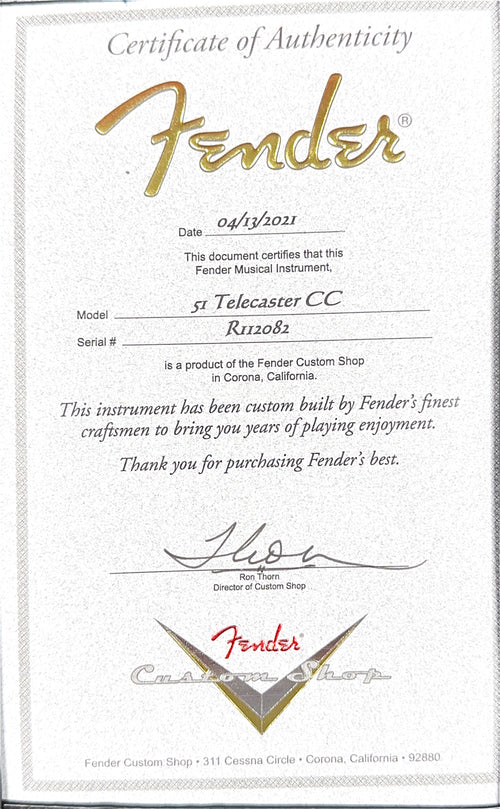 Certificate of Authenticity
Fender®
Date 04/13/2021
This document certifies that this
Fender Musical Instrument,
Model 51 Telecaster CC
Serial # R112082
is a product of the Fender Custom Shop
in Corona, California.
This instrument has been custom built by Fender's finest
craftsmen to bring you years of playing enjoyment.
Thank you for purchasing Fender's best.
Thorn
Ron Thorn
Director of Custom Shop
Fender®
Custom Shop
Fender Custom Shop • 311 Cessna Circle • Corona, California • 92880